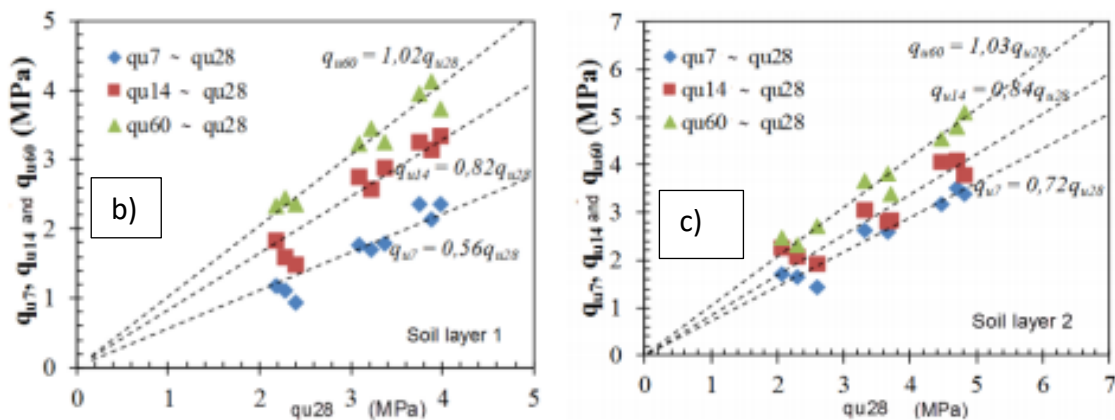 b)
qu7, qu14 and qu60 (MPa)
5
4
3
2
1
0
qu7 ~ qu28
qu14 ~ qu28
qu60 ~ qu28
qu60 = 1,02qu28
qu14 = 0,82qu28
qu7 = 0,56qu28
Soil layer 1
0 1 2 3 4 5
qu28 (MPa)
c)
qu7, qu14 and qu60 (MPa)
7
6
5
4
3
2
1
0
qu7 ~ qu28
qu14 ~ qu28
qu60 ~ qu28
qu60 = 1,03qu28
qu14 = 0,84qu28
qu7 = 0,72qu28
Soil layer 2
0 1 2 3 4 5 6 7
qu28 (MPa)